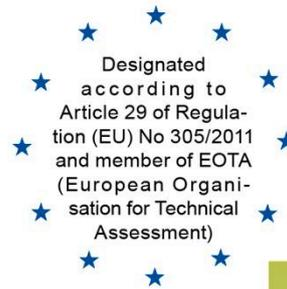 Designated
according to
Article 29 of Regula-
tion (EU) No 305/2011
and member of EOTA
(European Organi-
sation for Technical
Assessment)